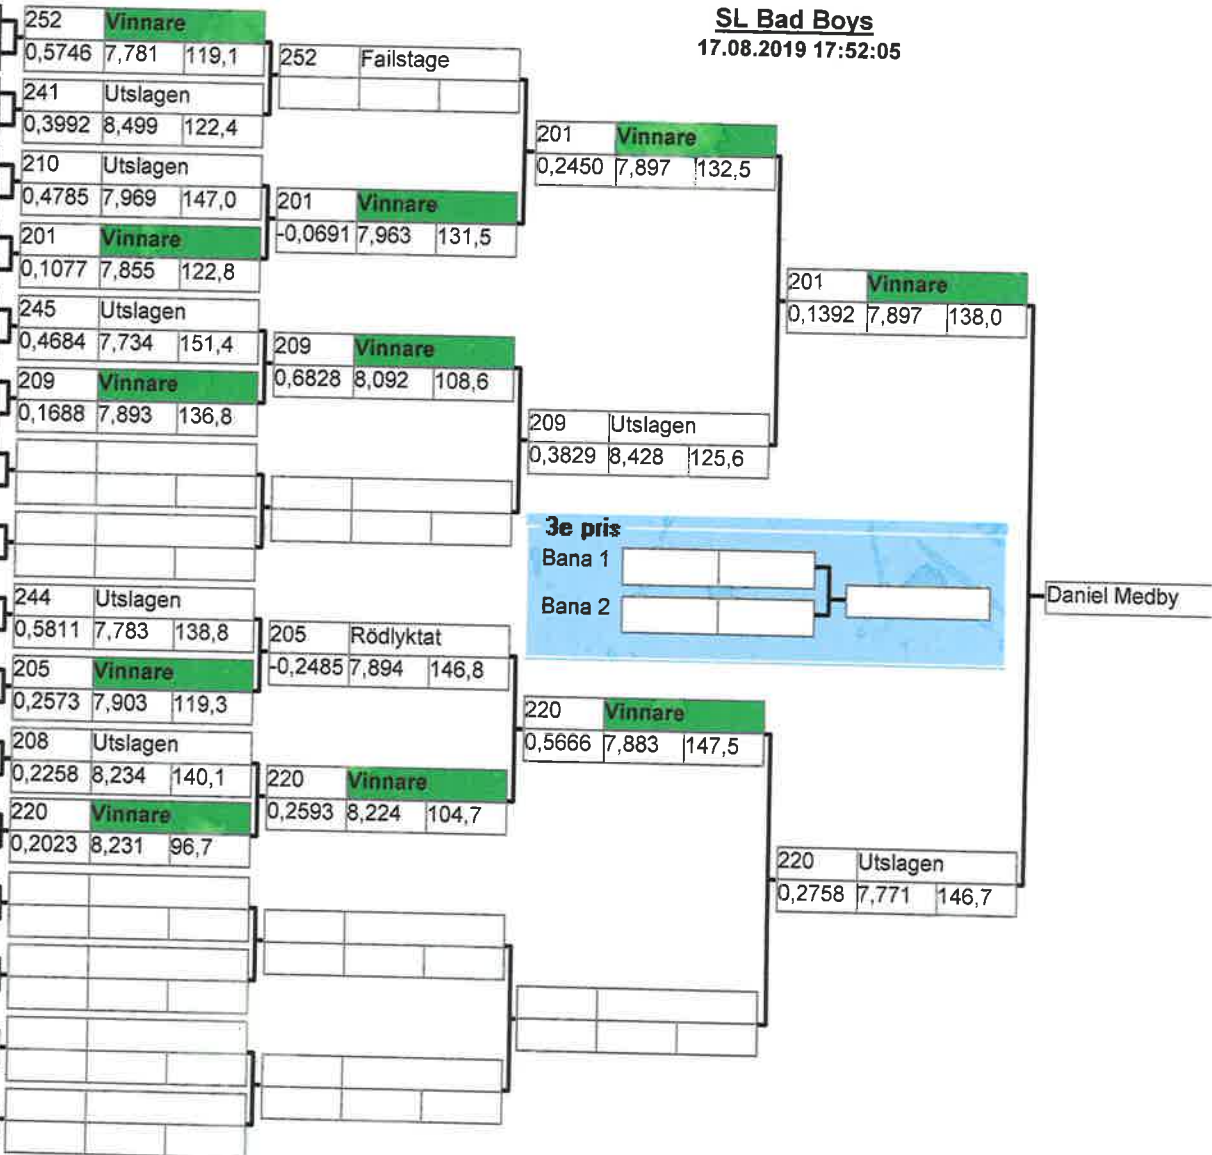 SL Bad Boys
17.08.2019 17:52:05
252 Vinnare
0,5746 7,781 119,1
241 Utslagen
0,3992 8,499 122,4
210 Utslagen
0,4785 7,969 147,0
201 Vinnare
0,1077 7,855 122,8
245 Utslagen
0,4684 7,734 151,4
209 Vinnare
0,1688 7,893 136,8
244 Utslagen
0,5811 7,783 138,8
205 Vinnare
0,2573 7,903 119,3
208 Utslagen
0,2258 8,234 140,1
220 Vinnare
0,2023 8,231 96,7
252 Failstage
201 Vinnare
-0,0691 7,963 131,5
209 Vinnare
0,6828 8,092 108,6
205 Rödlyktat
-0,2485 7,894 146,8
220 Vinnare
0,2593 8,224 104,7
201 Vinnare
0,2450 7,897 132,5
209 Utslagen
0,3829 8,428 125,6
3e pris
Bana 1
Bana 2
220 Vinnare
0,5666 7,883 147,5
201 Vinnare
0,1392 7,897 138,0
220 Utslagen
0,2758 7,771 146,7
Daniel Medby